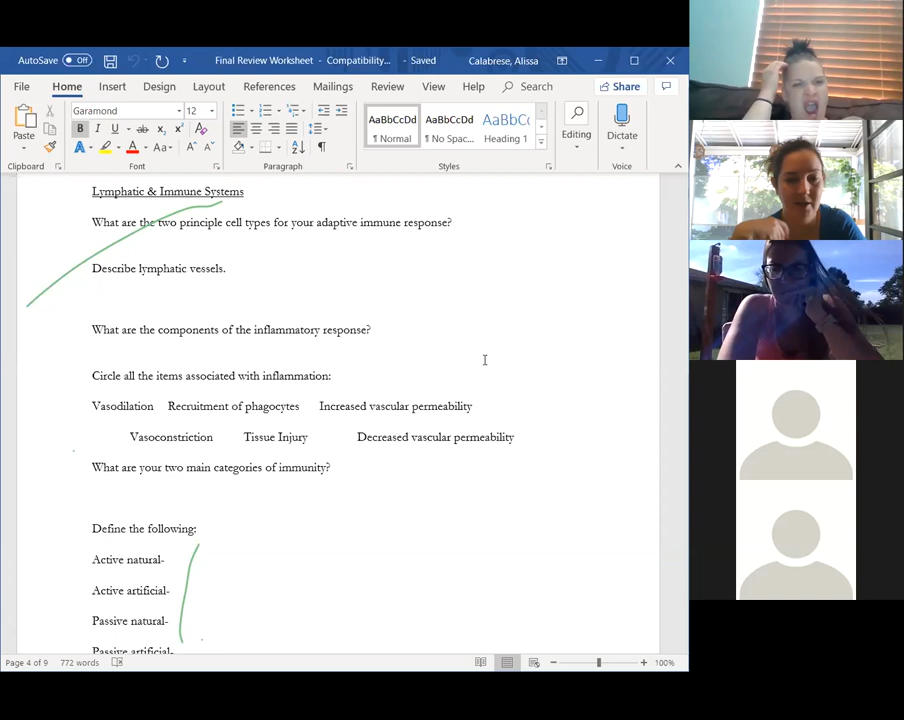 AutoSave Off Final Review Worksheet - Compatibility... - Saved Calabrese, Alissa
File Home Insert Design Layout References Mailings Review View Help Search Share
Garamond 12 AaBbCcDd AaBbCcDd AaBbCc
Paste B I U ab x x Normal No Spac... Heading 1 Editing Dictate
A A Aa A A
Clipboard Font Paragraph Styles Voice
Lymphatic & Immune Systems
What are the two principle cell types for your adaptive immune response?
Describe lymphatic vessels.
What are the components of the inflammatory response?
Circle all the items associated with inflammation:
Vasodilation Recruitment of phagocytes Increased vascular permeability
Vasoconstriction Tissue Injury Decreased vascular permeability
What are your two main categories of immunity?
Define the following:
Active natural-
Active artificial-
Passive natural-
Passive artificial-
Page 4 of 9 772 words 100%